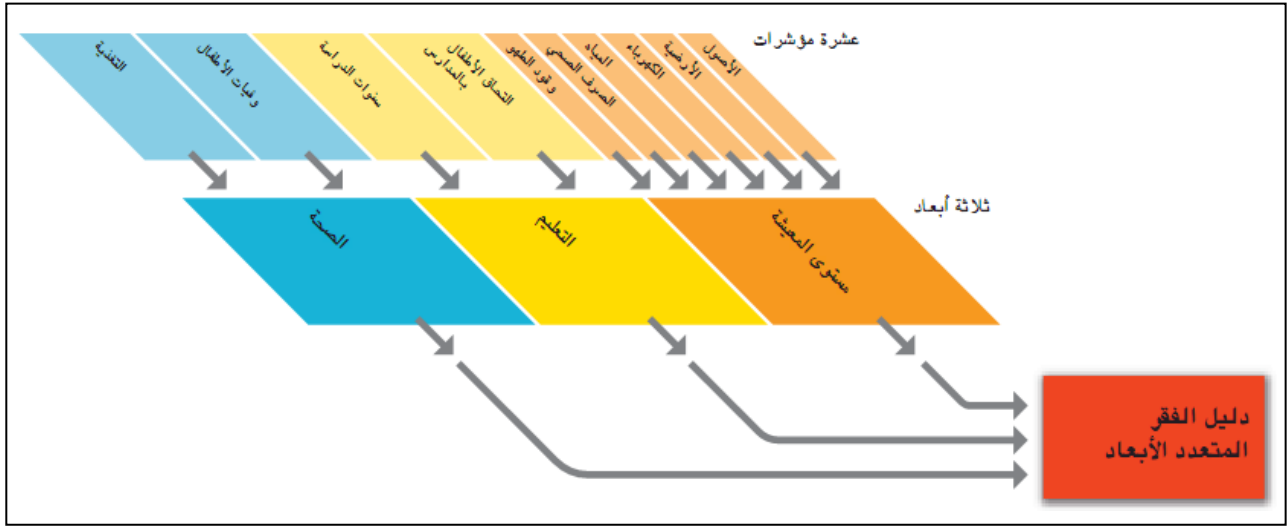 عشرة مؤشرات
الأصول
الأرضية
الكهرباء
المياه
الصرف الصحي
وقود الطهو
التحاق الأطفال
بالمدارس
سنوات الدراسة
وفيات الأطفال
التغذية
ثلاثة أبعاد
مستوى المعيشة
التعليم
الصحة
دليل الفقر
المتعدد الأبعاد